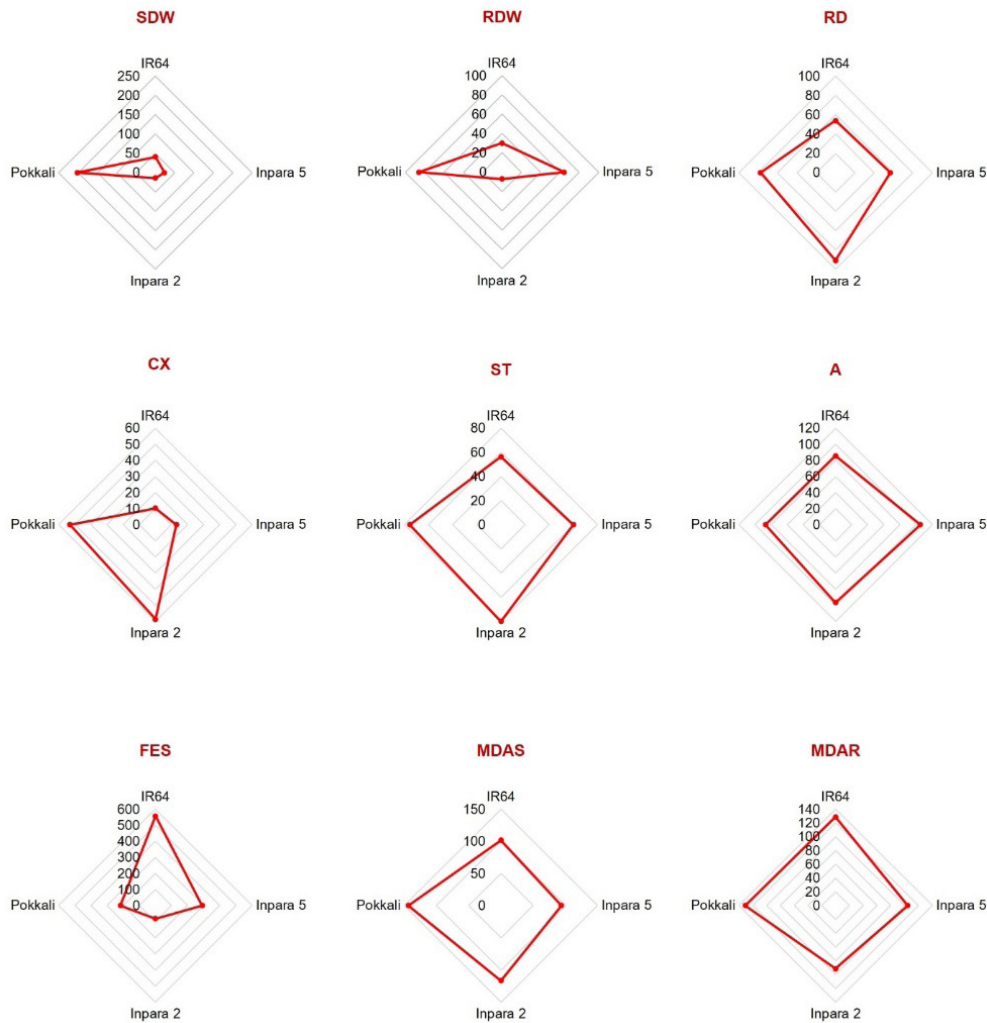 SDW
RDW
RD
IR64
250
200
150
100
50
0
Pokkali
Inpara 5
Inpara 2
IR64
100
80
60
40
20
0
Pokkali
Inpara 5
Inpara 2
IR64
100
80
60
40
20
0
Pokkali
Inpara 5
Inpara 2
CX
ST
A
IR64
60
50
40
30
20
10
0
Pokkali
Inpara 5
Inpara 2
IR64
80
60
40
20
0
Pokkali
Inpara 5
Inpara 2
IR64
120
100
80
60
40
20
0
Pokkali
Inpara 5
Inpara 2
FES
MDAS
MDAR
IR64
600
500
400
300
200
100
0
Pokkali
Inpara 5
Inpara 2
IR64
150
100
50
0
Pokkali
Inpara 5
Inpara 2
IR64
140
120
100
80
60
40
20
0
Pokkali
Inpara 5
Inpara 2